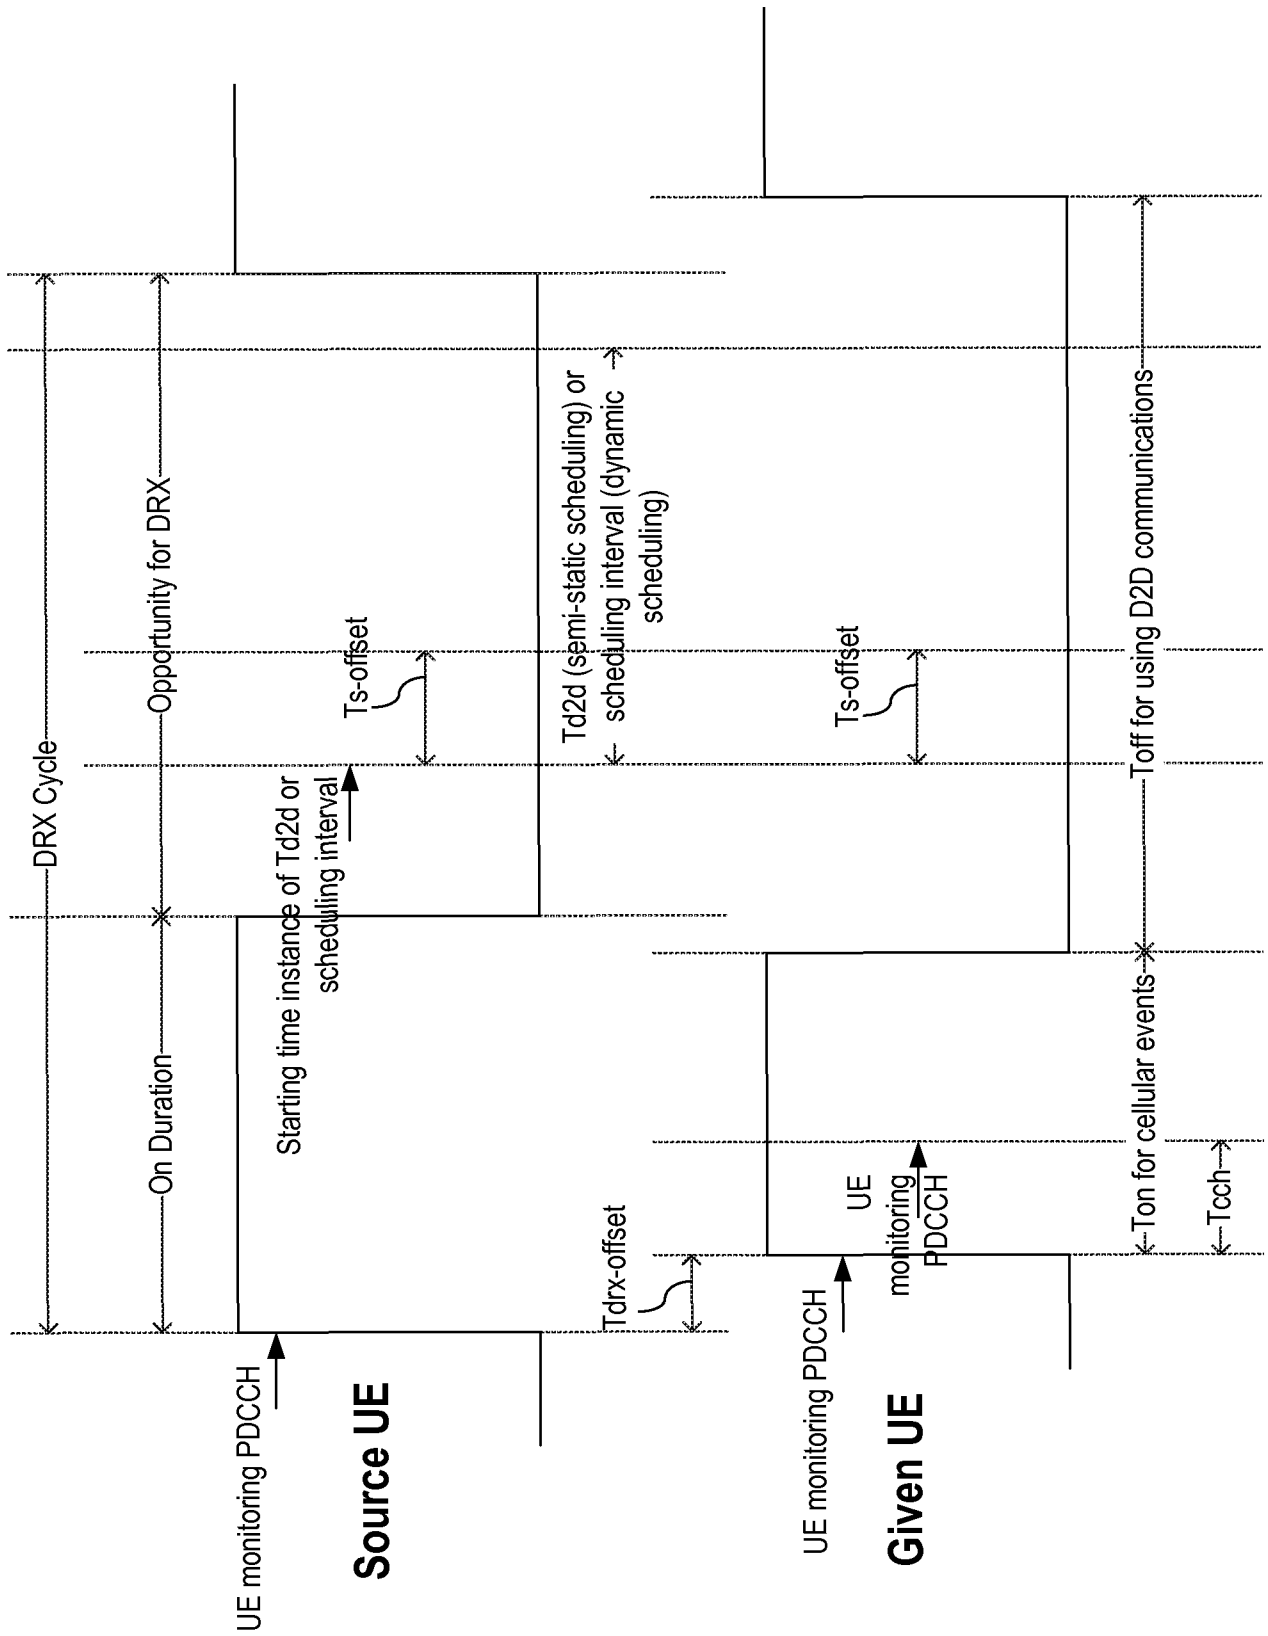 DRX Cycle
On Duration
Opportunity for DRX
UE monitoring PDCCH
Starting time instance of Td2d or
scheduling interval
Ts-offset
Source UE
Td2d (semi-static scheduling) or
scheduling interval (dynamic
scheduling)
Tdrx-offset
UE monitoring PDCCH
UE
monitoring
PDCCH
Ts-offset
Given UE
Ton for cellular events
Toff for using D2D communications
Tcch